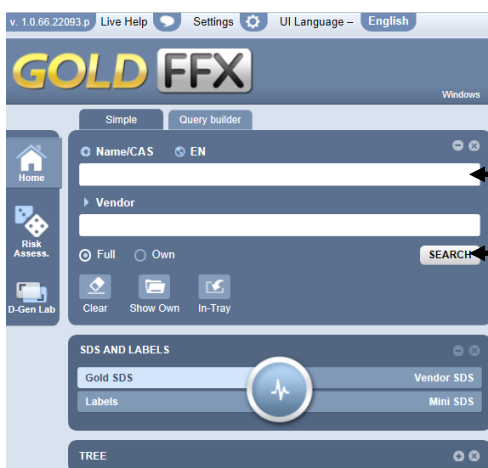 v. 1.0.66.22093.p Live Help Settings UI Language – English
GOLD FFX
Windows
Simple Query builder
Name/CAS EN
Home
Vendor
Risk Assess.
Full Own SEARCH
D-Gen Lab
Clear Show Own In-Tray
SDS AND LABELS
Gold SDS Vendor SDS
Labels Mini SDS
TREE